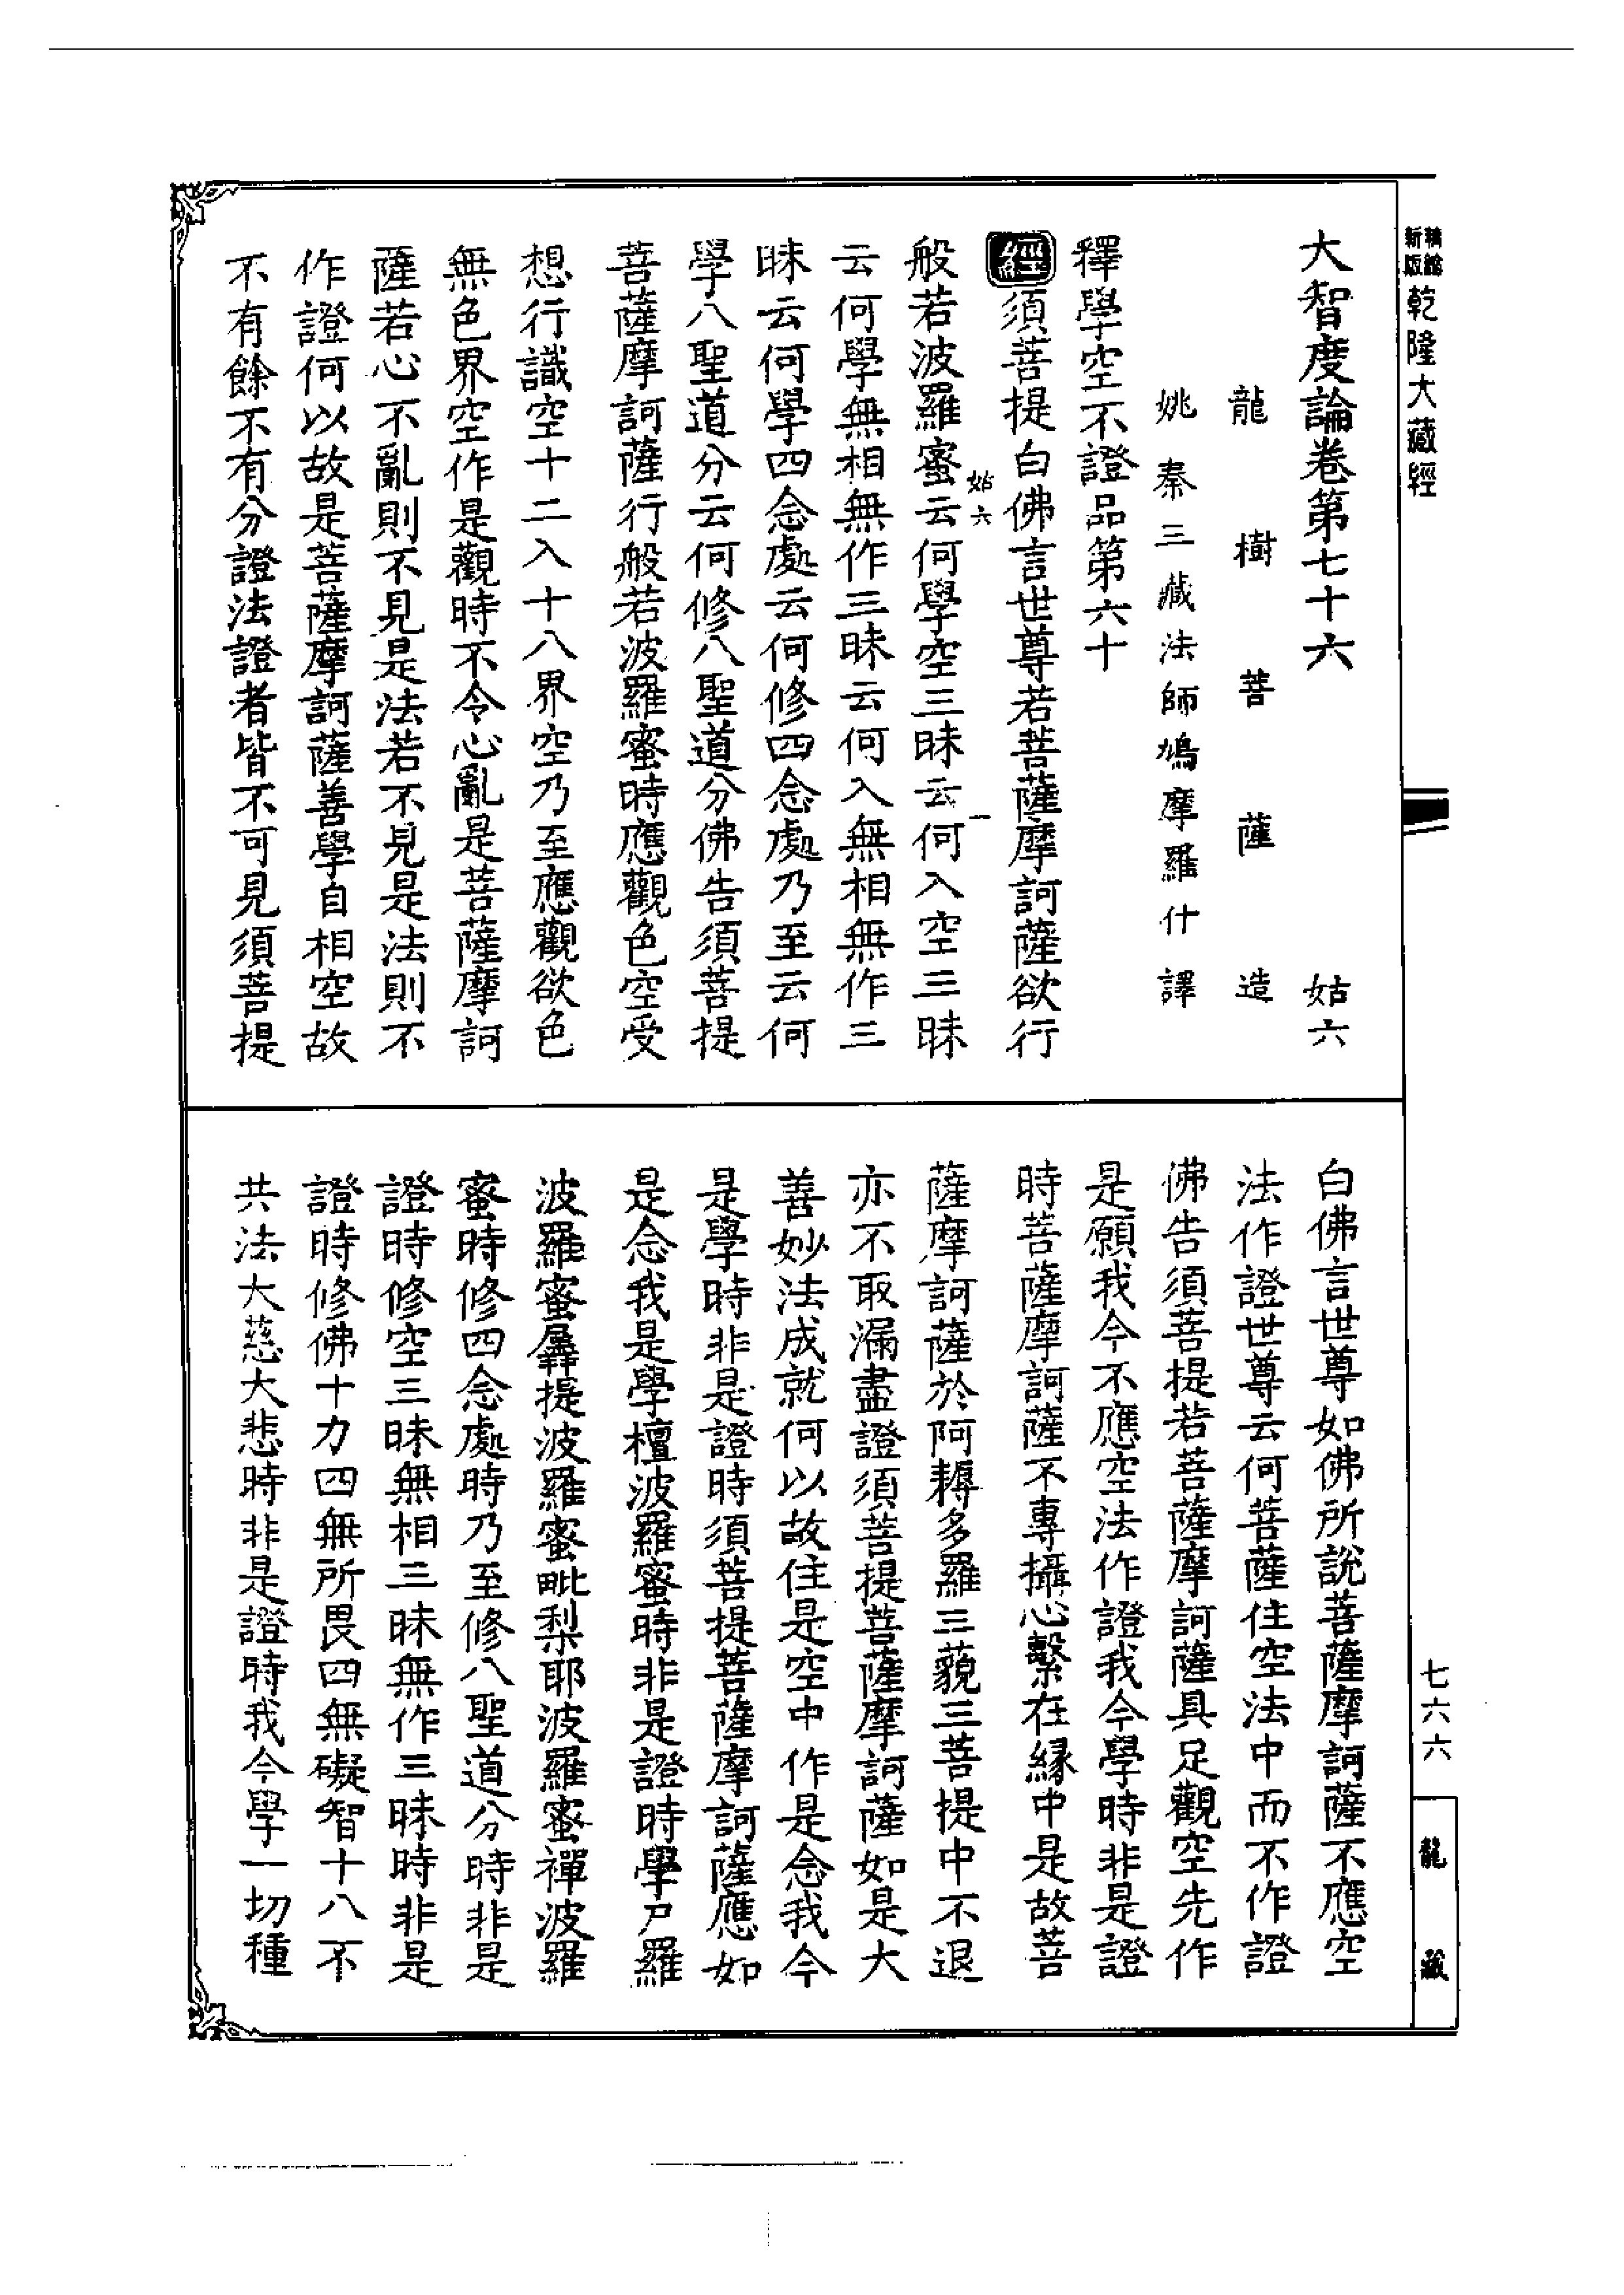 新版精縮乾隆大藏經
大智度論卷第七十六 姑六
龍樹菩薩造
姚秦三藏法師鳩摩羅什譯
釋學空不證品第六十
經須菩提白佛言世尊若菩薩摩訶薩欲行
姑六 一
般若波羅蜜云何學空三昧云何入空三昧
云何學無相無作三昧云何入無相無作三
昧云何學四念處云何修四念處乃至云何
學八聖道分云何修八聖道分佛告須菩提
菩薩摩訶薩行般若波羅蜜時應觀色空受
想行識空十二入十八界空乃至應觀欲色
無色界空作是觀時不令心亂是菩薩摩訶
薩若心不亂則不見是法若不見是法則不
作證何以故是菩薩摩訶薩善學自相空故
不有餘不有分證法證者皆不可見須菩提
白佛言世尊如佛所說菩薩摩訶薩不應空
法作證世尊云何菩薩住空法中而不作證
佛告須菩提若菩薩摩訶薩具足觀空先作
是願我今不應空法作證我今學時非是證
時菩薩摩訶薩不專攝心繫在緣中是故菩
薩摩訶薩於阿耨多羅三藐三菩提中不退
亦不取漏盡證須菩提菩薩摩訶薩如是大
善妙法成就何以故住是空中作是念我今
是學時非是證時須菩提菩薩摩訶薩應如
是念我是學檀波羅蜜時非是證時學尸羅
波羅蜜羼提波羅蜜毗梨耶波羅蜜禪波羅
蜜時修四念處時乃至修八聖道分時非是
證時修空三昧無相三昧無作三昧時非是
證時修佛十力四無所畏四無礙智十八不
共法大慈大悲時非是證時我今學一切種
七六六
龍藏